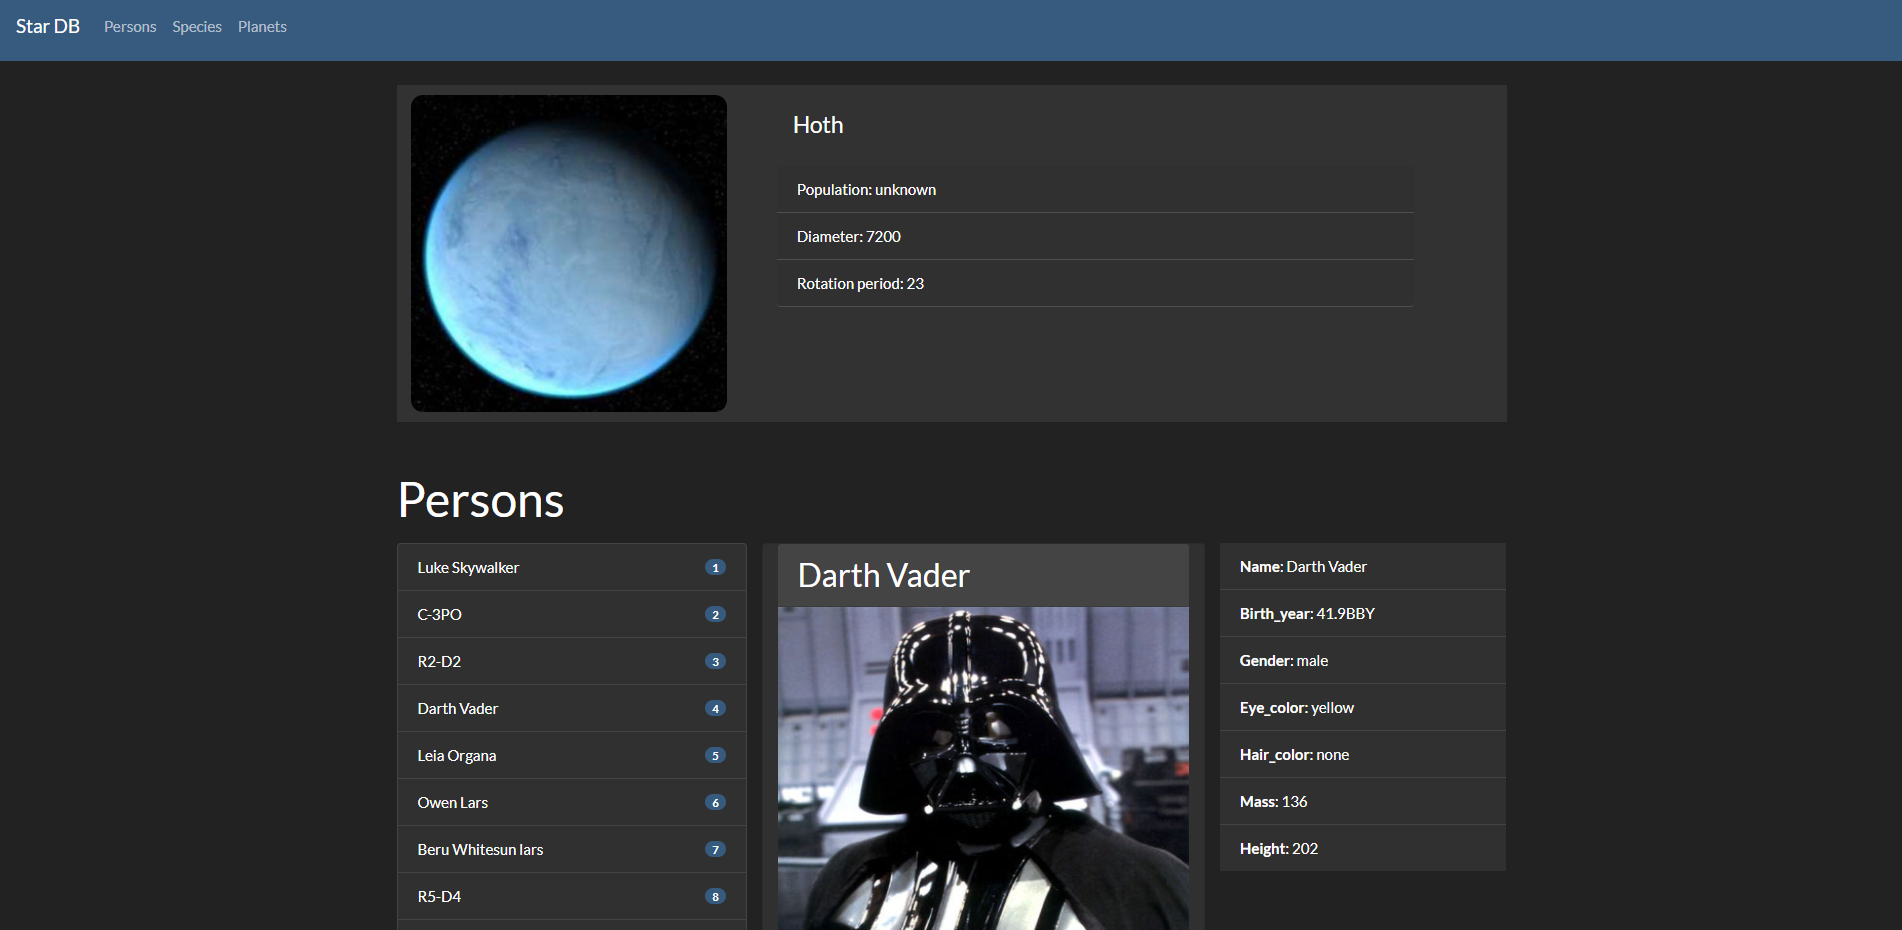 Star DB Persons Species Planets
Hoth
Population: unknown
Diameter: 7200
Rotation period: 23
Persons
Luke Skywalker 1
C-3PO 2
R2-D2 3
Darth Vader 4
Leia Organa 5
Owen Lars 6
Beru Whitesun lars 7
R5-D4 8
Darth Vader
Name: Darth Vader
Birth_year: 41.9BBY
Gender: male
Eye_color: yellow
Hair_color: none
Mass: 136
Height: 202